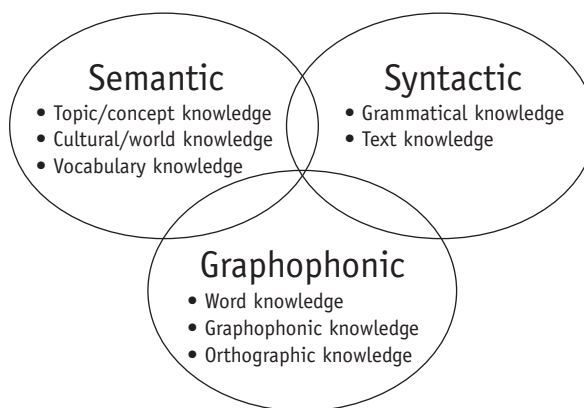 Semantic
• Topic/concept knowledge
• Cultural/world knowledge
• Vocabulary knowledge
Syntactic
• Grammatical knowledge
• Text knowledge
Graphophonic
• Word knowledge
• Graphophonic knowledge
• Orthographic knowledge